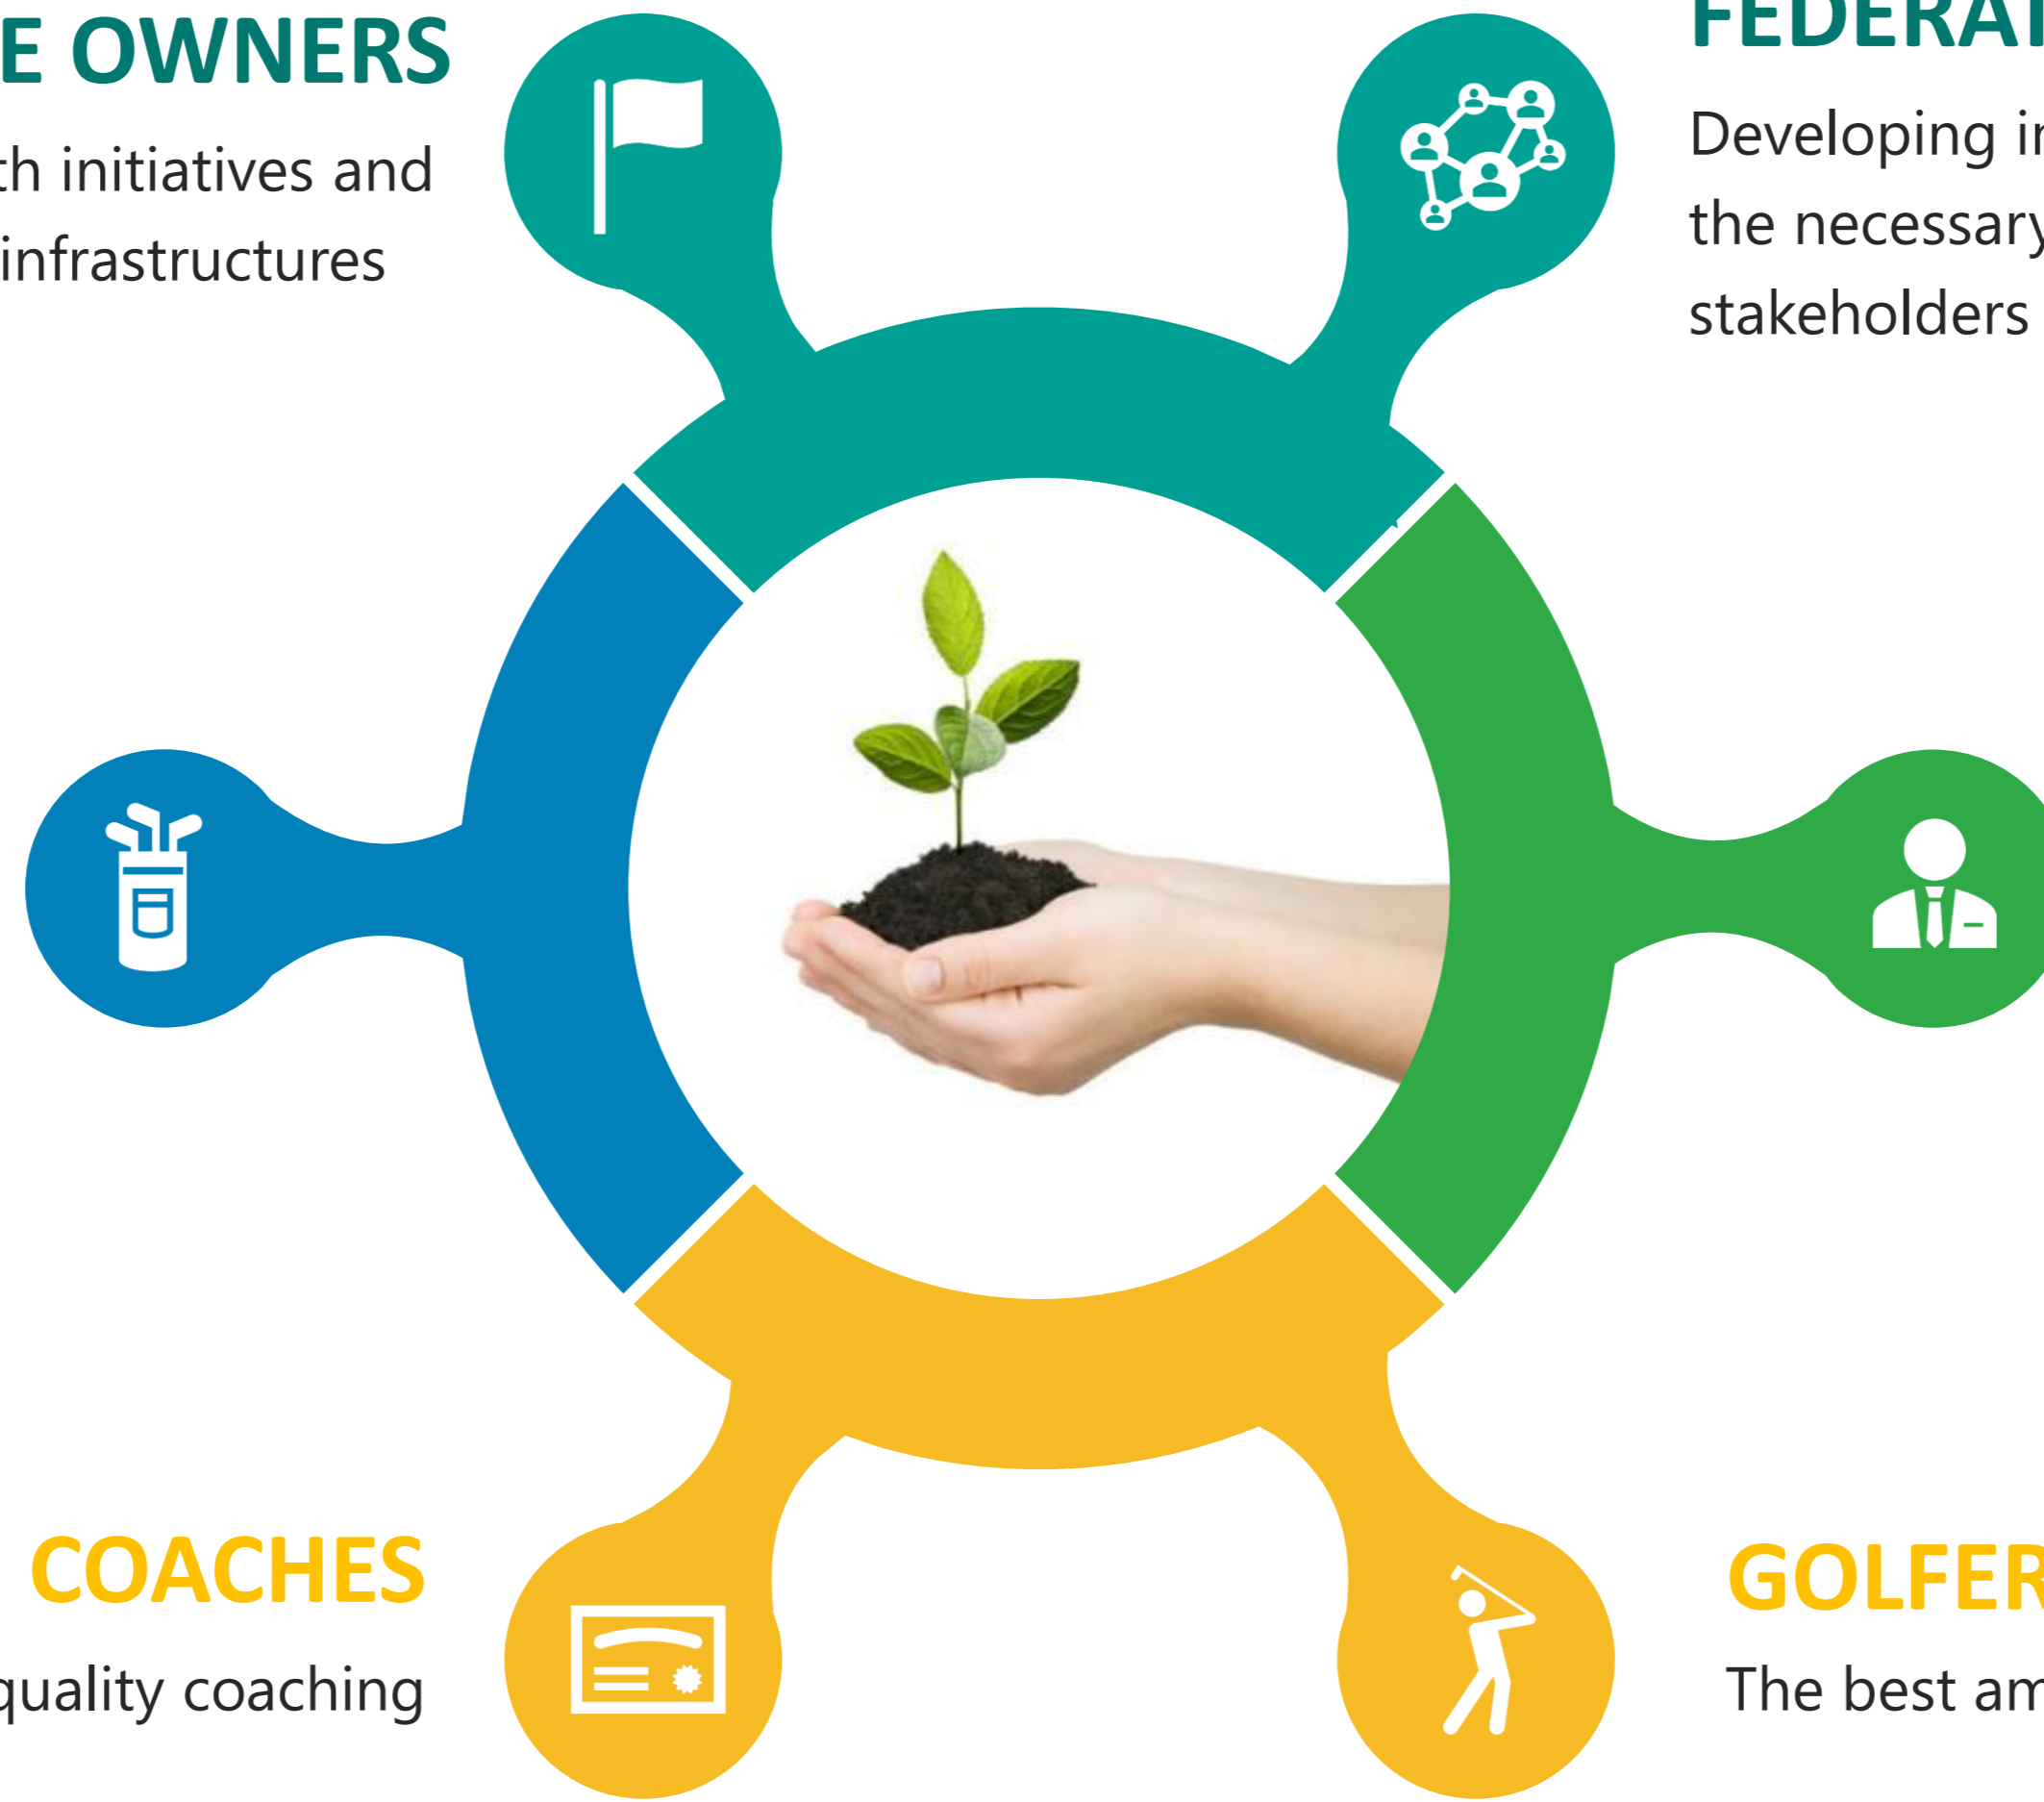 E OWNERS
th initiatives and
infrastructures
FEDERAT
Developing in
the necessary
stakeholders
COACHES
quality coaching
GOLFER
The best am